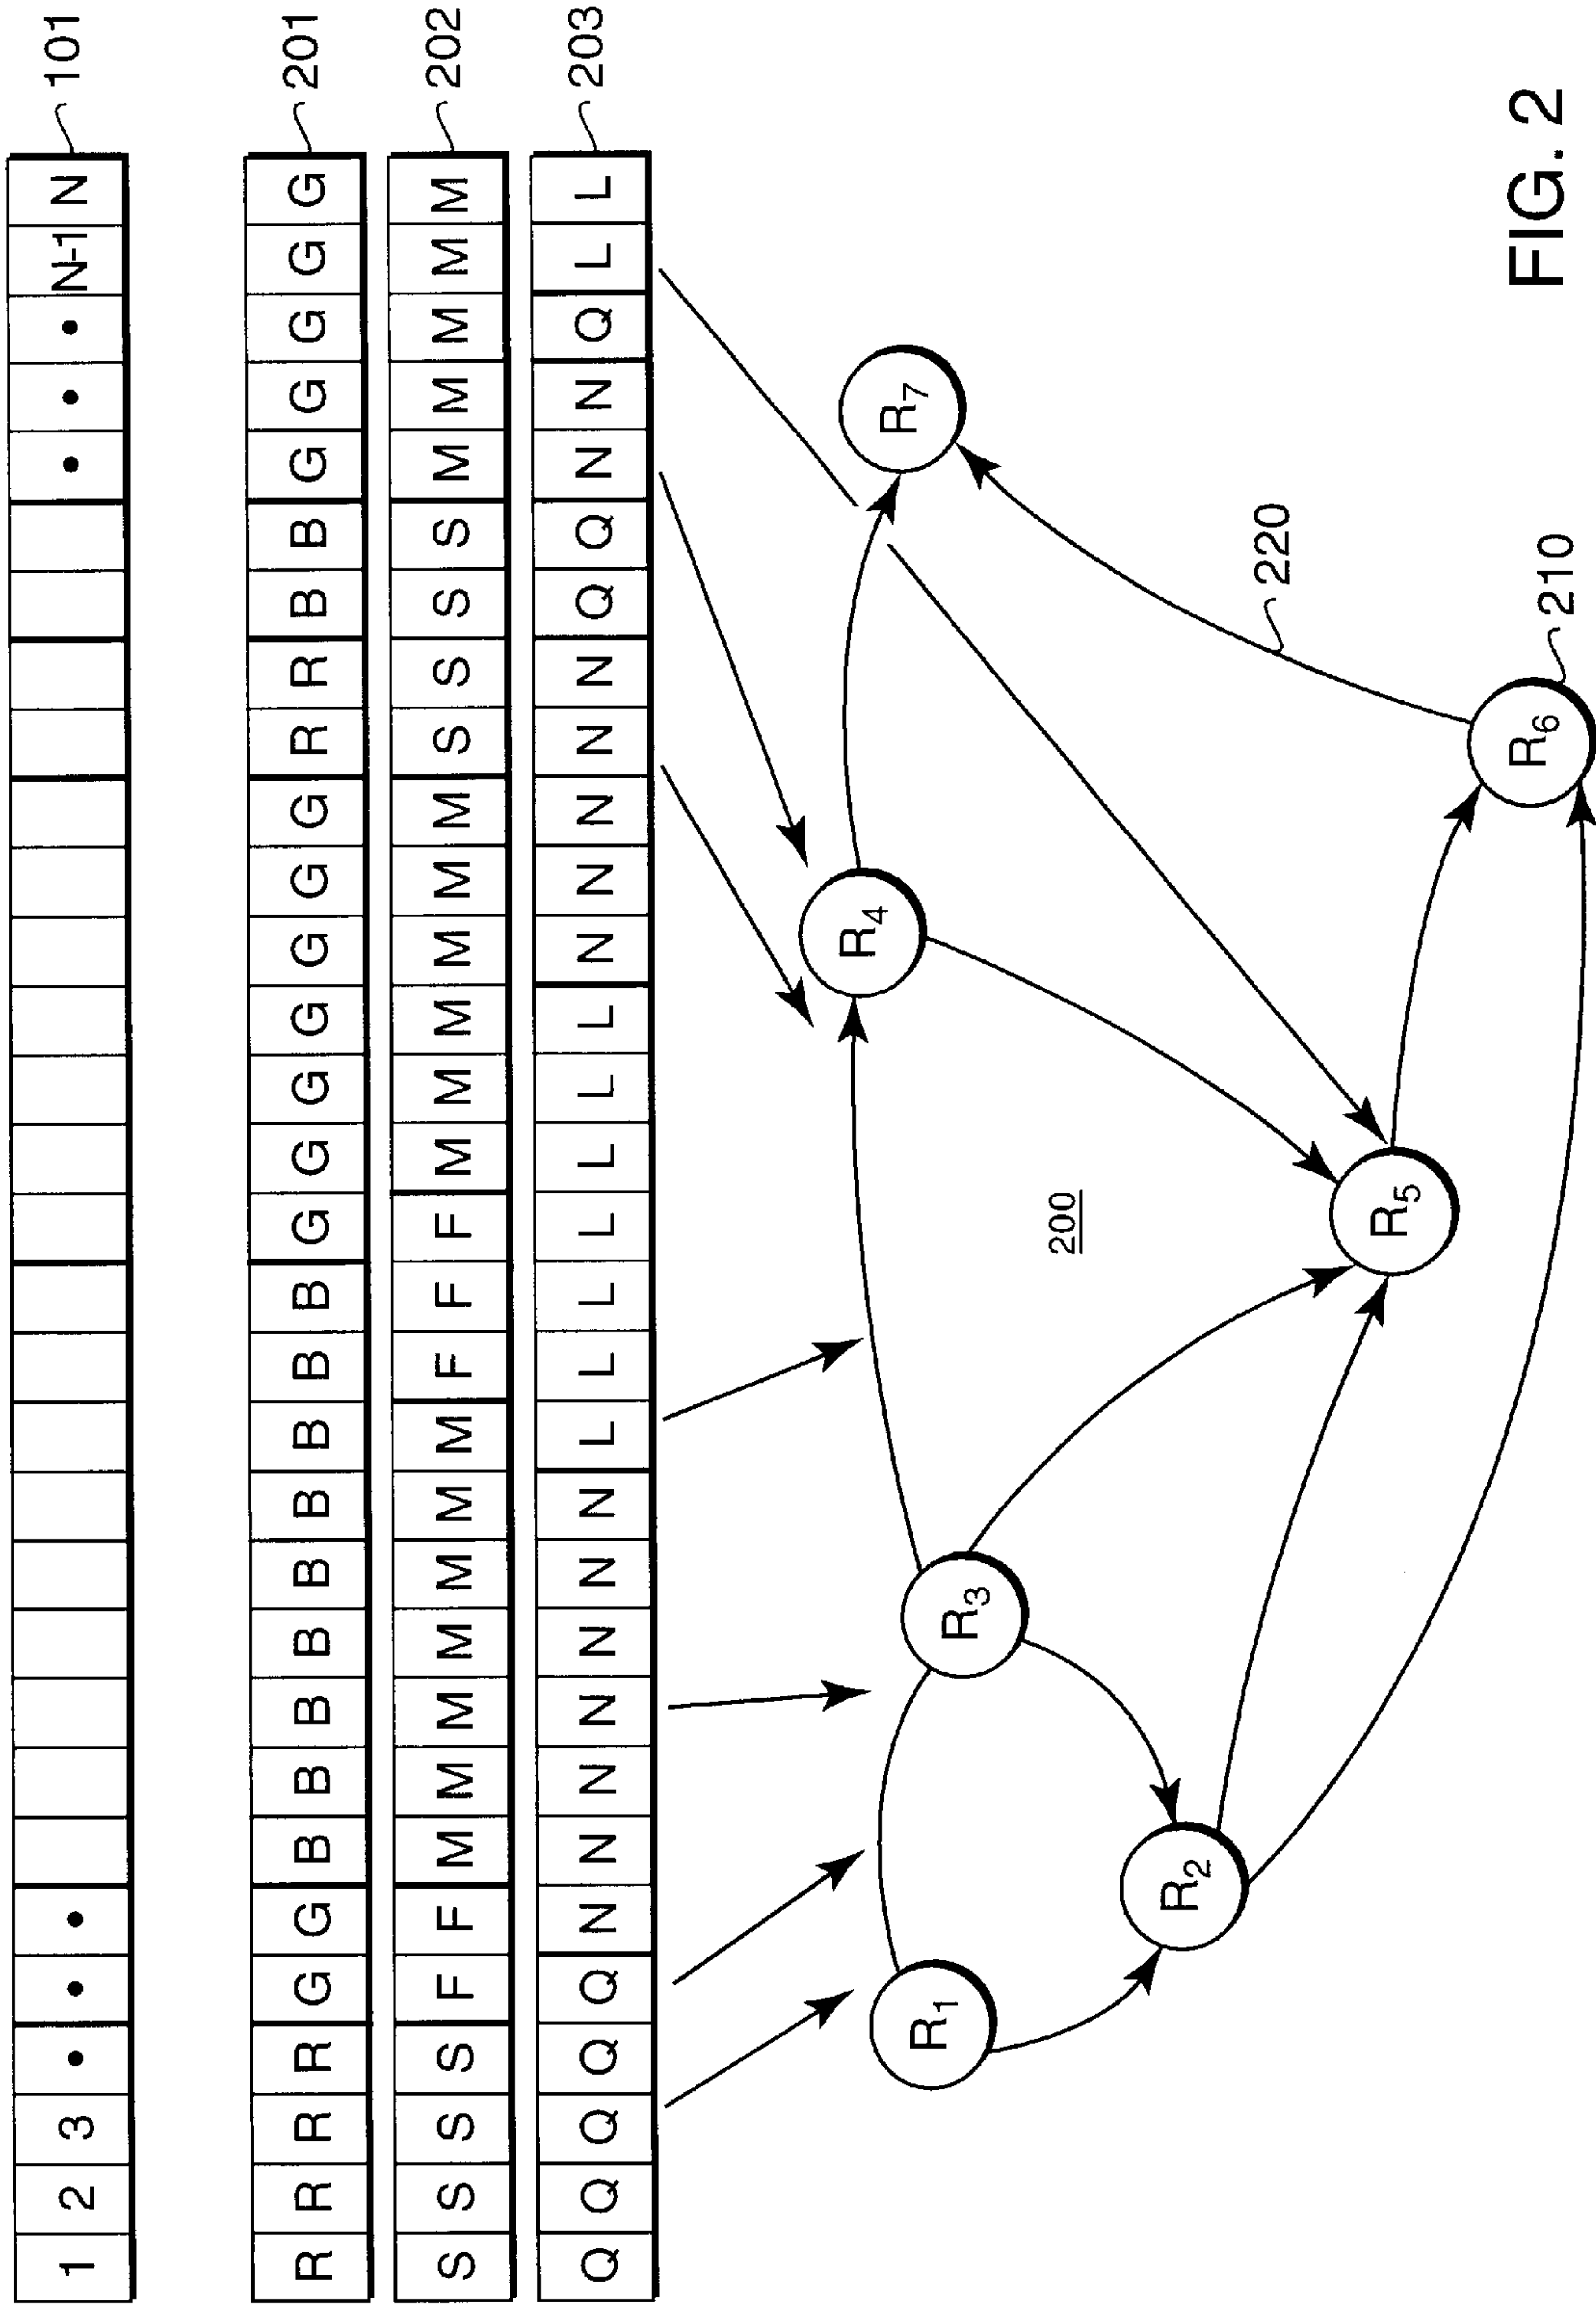 1 2 3 • • • • • • N-1 N 101
R R R R G G B B B B B B B B B G G G G G G G R R B B G G G G G 201
S S S S F F M M M M M M M F F F M M M M M M S S S S M M M M M 202
Q Q Q Q Q N N N N N N N L L L L L L L N N N N N Q Q N N Q L L 203
R7
R4
R1 R3
200
R2
220
R5
R6
210
FIG. 2